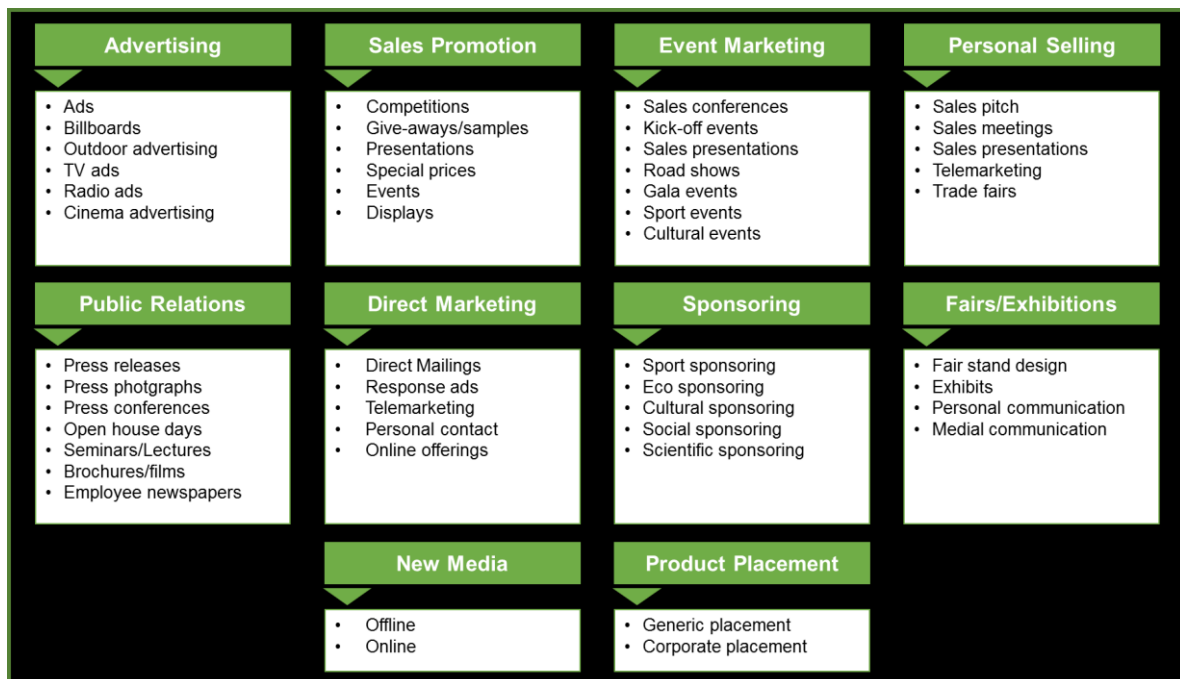 Advertising
• Ads
• Billboards
• Outdoor advertising
• TV ads
• Radio ads
• Cinema advertising
Sales Promotion
• Competitions
• Give-aways/samples
• Presentations
• Special prices
• Events
• Displays
Event Marketing
• Sales conferences
• Kick-off events
• Sales presentations
• Road shows
• Gala events
• Sport events
• Cultural events
Personal Selling
• Sales pitch
• Sales meetings
• Sales presentations
• Telemarketing
• Trade fairs
Public Relations
• Press releases
• Press photgraphs
• Press conferences
• Open house days
• Seminars/Lectures
• Brochures/films
• Employee newspapers
Direct Marketing
• Direct Mailings
• Response ads
• Telemarketing
• Personal contact
• Online offerings
Sponsoring
• Sport sponsoring
• Eco sponsoring
• Cultural sponsoring
• Social sponsoring
• Scientific sponsoring
Fairs/Exhibitions
• Fair stand design
• Exhibits
• Personal communication
• Medial communication
New Media
• Offline
• Online
Product Placement
• Generic placement
• Corporate placement